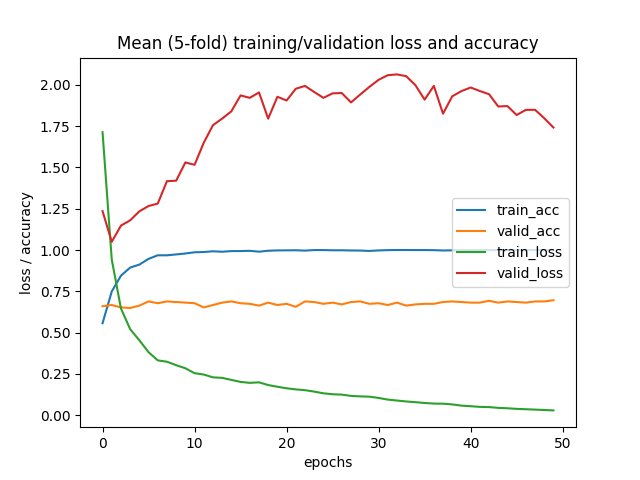 Mean (5-fold) training/validation loss and accuracy
2.00
1.75
1.50
1.25
1.00
0.75
0.50
0.25
0.00
loss / accuracy
train_acc
valid_acc
train_loss
valid_loss
0 10 20 30 40 50
epochs